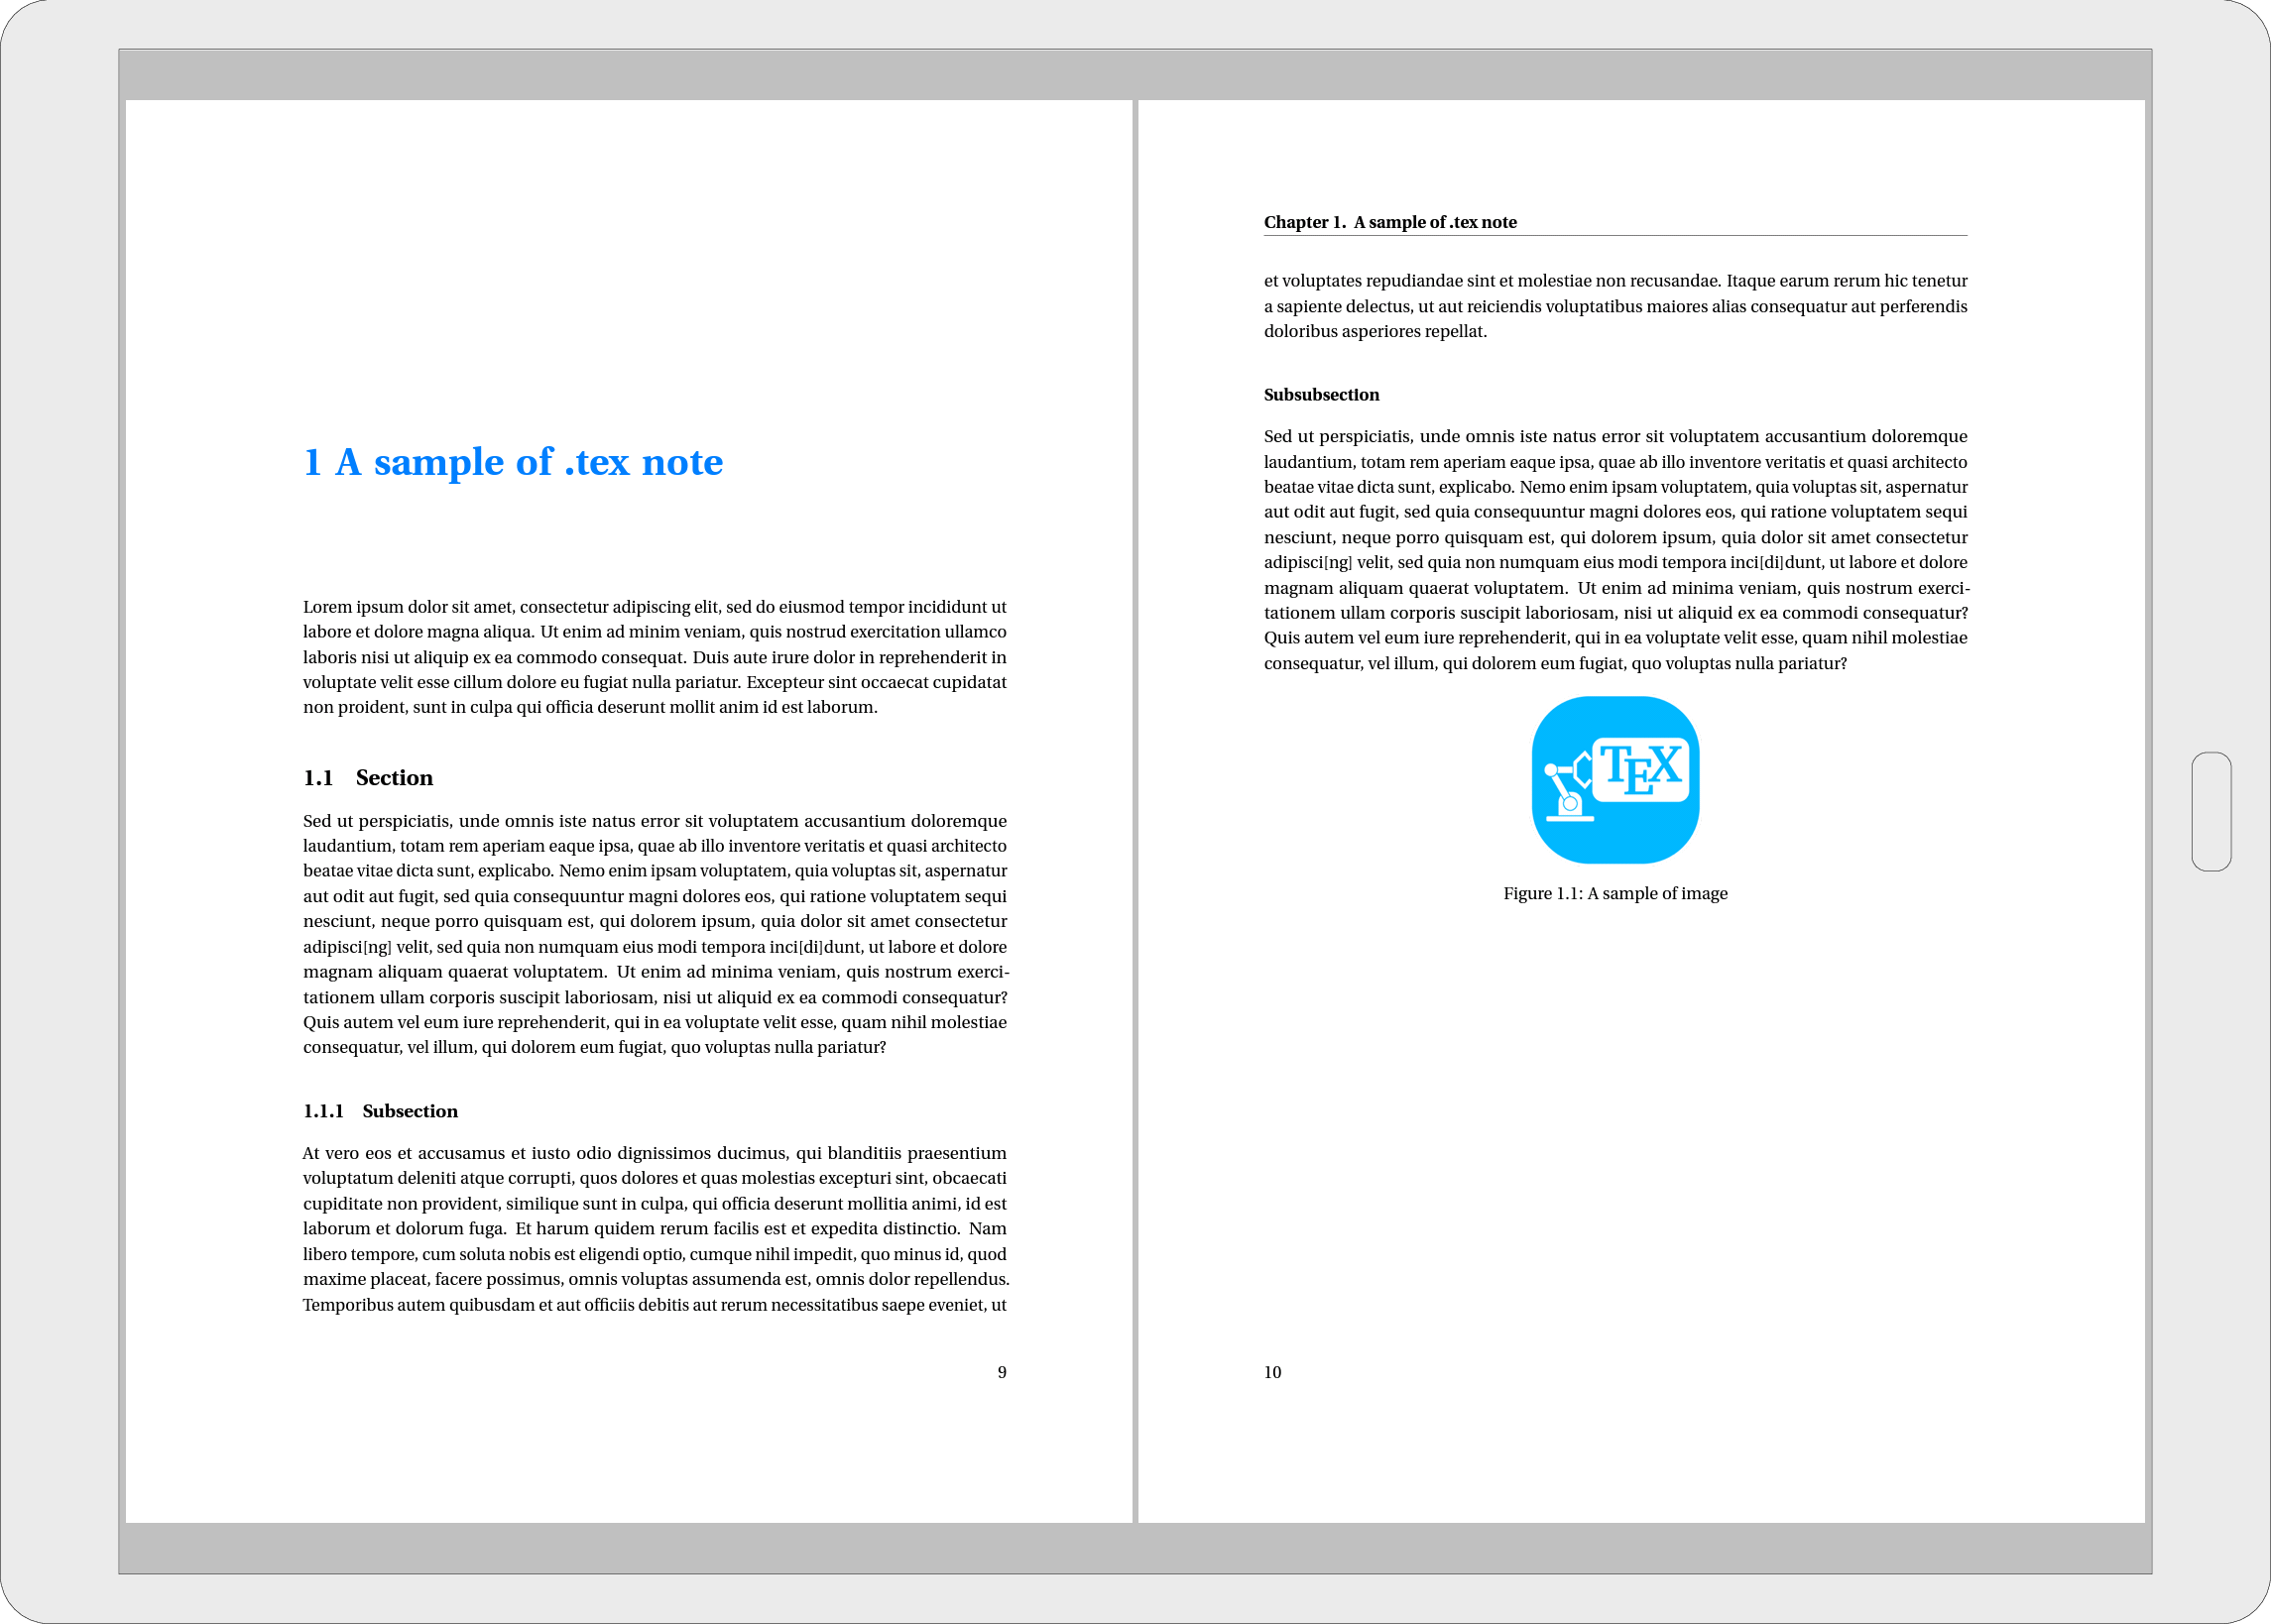 1 A sample of .tex note
Lorem ipsum dolor sit amet, consectetur adipiscing elit, sed do eiusmod tempor incididunt ut
labore et dolore magna aliqua. Ut enim ad minim veniam, quis nostrud exercitation ullamco
laboris nisi ut aliquip ex ea commodo consequat. Duis aute irure dolor in reprehenderit in
voluptate velit esse cillum dolore eu fugiat nulla pariatur. Excepteur sint occaecat cupidatat
non proident, sunt in culpa qui officia deserunt mollit anim id est laborum.
1.1 Section
Sed ut perspiciatis, unde omnis iste natus error sit voluptatem accusantium doloremque
laudantium, totam rem aperiam eaque ipsa, quae ab illo inventore veritatis et quasi architecto
beatae vitae dicta sunt, explicabo. Nemo enim ipsam voluptatem, quia voluptas sit, aspernatur
aut odit aut fugit, sed quia consequuntur magni dolores eos, qui ratione voluptatem sequi
nesciunt, neque porro quisquam est, qui dolorem ipsum, quia dolor sit amet consectetur
adipisci[ng] velit, sed quia non numquam eius modi tempora inci[di]dunt, ut labore et dolore
magnam aliquam quaerat voluptatem. Ut enim ad minima veniam, quis nostrum exerci-
tationem ullam corporis suscipit laboriosam, nisi ut aliquid ex ea commodi consequatur?
Quis autem vel eum iure reprehenderit, qui in ea voluptate velit esse, quam nihil molestiae
consequatur, vel illum, qui dolorem eum fugiat, quo voluptas nulla pariatur?
1.1.1 Subsection
At vero eos et accusamus et iusto odio dignissimos ducimus, qui blanditiis praesentium
voluptatum deleniti atque corrupti, quos dolores et quas molestias excepturi sint, obcaecati
cupiditate non provident, similique sunt in culpa, qui officia deserunt mollitia animi, id est
laborum et dolorum fuga. Et harum quidem rerum facilis est et expedita distinctio. Nam
libero tempore, cum soluta nobis est eligendi optio, cumque nihil impedit, quo minus id, quod
maxime placeat, facere possimus, omnis voluptas assumenda est, omnis dolor repellendus.
Temporibus autem quibusdam et aut officiis debitis aut rerum necessitatibus saepe eveniet, ut
9
Chapter 1. A sample of .tex note
et voluptates repudiandae sint et molestiae non recusandae. Itaque earum rerum hic tenetur
a sapiente delectus, ut aut reiciendis voluptatibus maiores alias consequatur aut perferendis
doloribus asperiores repellat.
Subsubsection
Sed ut perspiciatis, unde omnis iste natus error sit voluptatem accusantium doloremque
laudantium, totam rem aperiam eaque ipsa, quae ab illo inventore veritatis et quasi architecto
beatae vitae dicta sunt, explicabo. Nemo enim ipsam voluptatem, quia voluptas sit, aspernatur
aut odit aut fugit, sed quia consequuntur magni dolores eos, qui ratione voluptatem sequi
nesciunt, neque porro quisquam est, qui dolorem ipsum, quia dolor sit amet consectetur
adipisci[ng] velit, sed quia non numquam eius modi tempora inci[di]dunt, ut labore et dolore
magnam aliquam quaerat voluptatem. Ut enim ad minima veniam, quis nostrum exerci-
tationem ullam corporis suscipit laboriosam, nisi ut aliquid ex ea commodi consequatur?
Quis autem vel eum iure reprehenderit, qui in ea voluptate velit esse, quam nihil molestiae
consequatur, vel illum, qui dolorem eum fugiat, quo voluptas nulla pariatur?
TEX
Figure 1.1: A sample of image
10